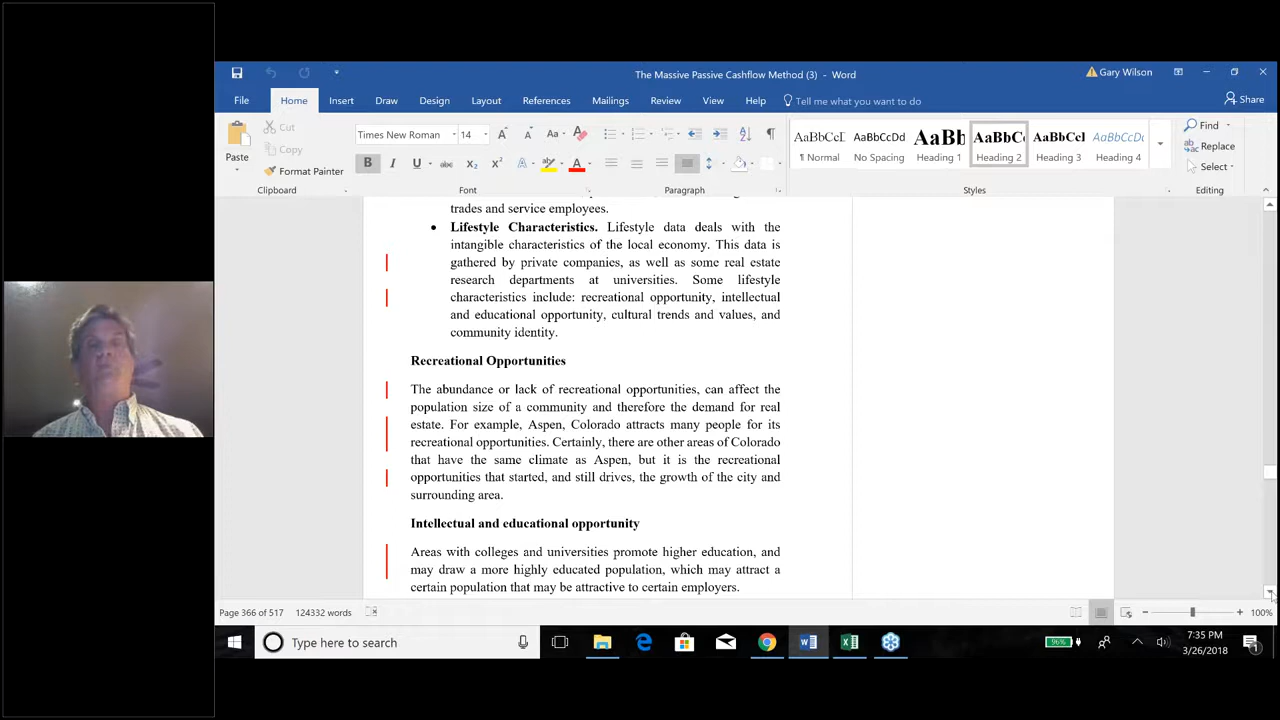 The Massive Passive Cashflow Method (3) - Word
Gary Wilson
File Home Insert Draw Design Layout References Mailings Review View Help Tell me what you want to do
Share
Paste
Cut
Copy
Format Painter
Clipboard
Times New Roman 14
Font
Paragraph
AaBbCcDc AaBbCcDd AaBb AaBbC AaBbCcl AaBbCcDc
¶ Normal No Spacing Heading 1 Heading 2 Heading 3 Heading 4
Styles
Find
Replace
Select
Editing
trades and service employees.
• Lifestyle Characteristics. Lifestyle data deals with the
intangible characteristics of the local economy. This data is
gathered by private companies, as well as some real estate
research departments at universities. Some lifestyle
characteristics include: recreational opportunity, intellectual
and educational opportunity, cultural trends and values, and
community identity.
Recreational Opportunities
The abundance or lack of recreational opportunities, can affect the
population size of a community and therefore the demand for real
estate. For example, Aspen, Colorado attracts many people for its
recreational opportunities. Certainly, there are other areas of Colorado
that have the same climate as Aspen, but it is the recreational
opportunities that started, and still drives, the growth of the city and
surrounding area.
Intellectual and educational opportunity
Areas with colleges and universities promote higher education, and
may draw a more highly educated population, which may attract a
certain population that may be attractive to certain employers.
Page 366 of 517 124332 words
100%
Type here to search
96%
7:35 PM
3/26/2018